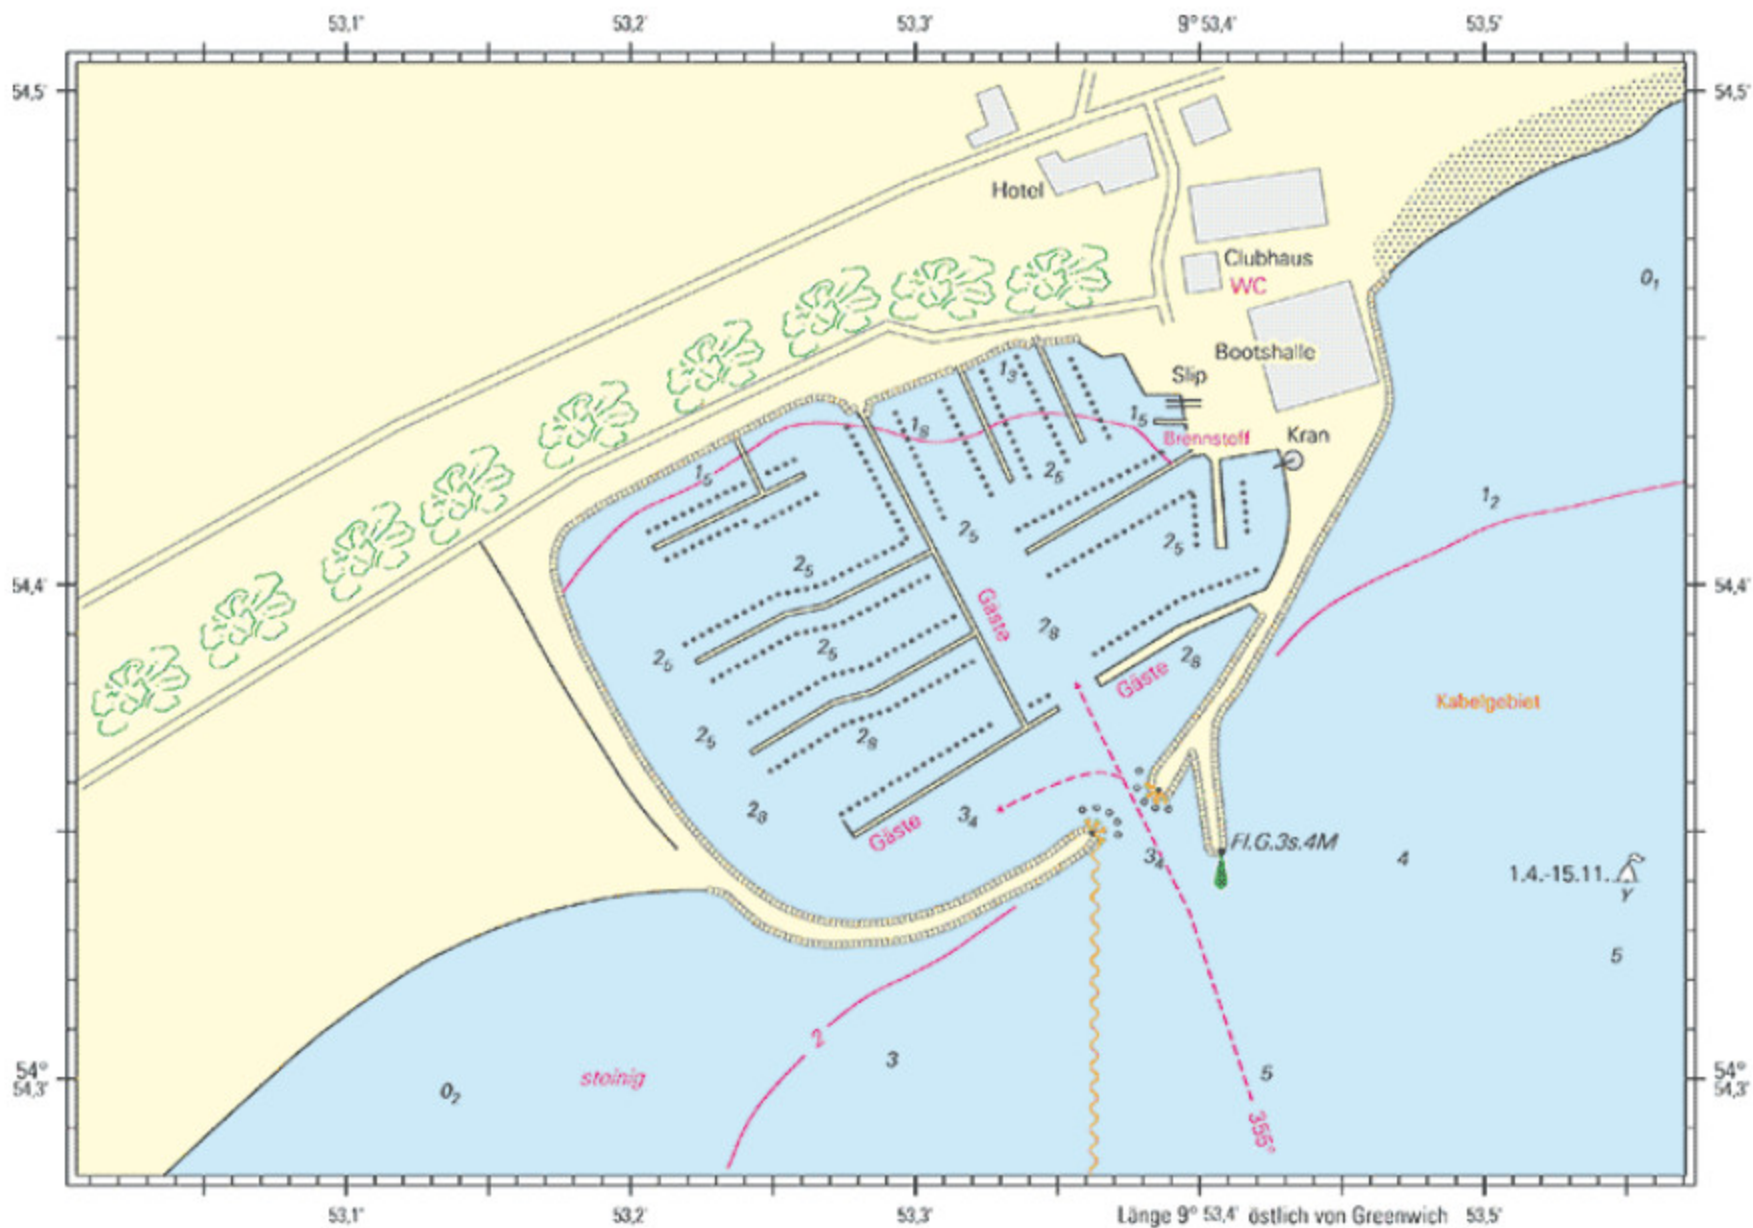 53,1'
53,2'
53,3'
9° 53,4'
53,5'
54,5'
54,5'
Hotel
Clubhaus
WC
0₁
Bootshalle
1₃
Slip
1₈
1₅
Brennstoff
Kran
1₅
2₅
1₂
2₅
2₅
2₅
54,4'
54,4'
Gäste
2₈
2₅
2₅
2₈
Gäste
Kabelgebiet
2₅
2₈
2₈
3₄
Gäste
3₄
Fl.G.3s.4M
4
1.4.-15.11.
Y
5
2
3
5
54°
54,3'
54°
54,3'
steinig
0₂
355°
53,1'
53,2'
53,3'
Länge 9° 53,4' östlich von Greenwich
53,5'